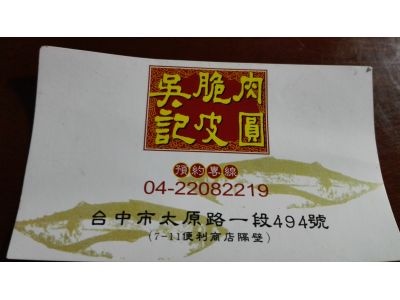 吳記脆皮肉圓
預約專線
04-22082219
台中市太原路一段494號
(7-11便利商店隔壁)